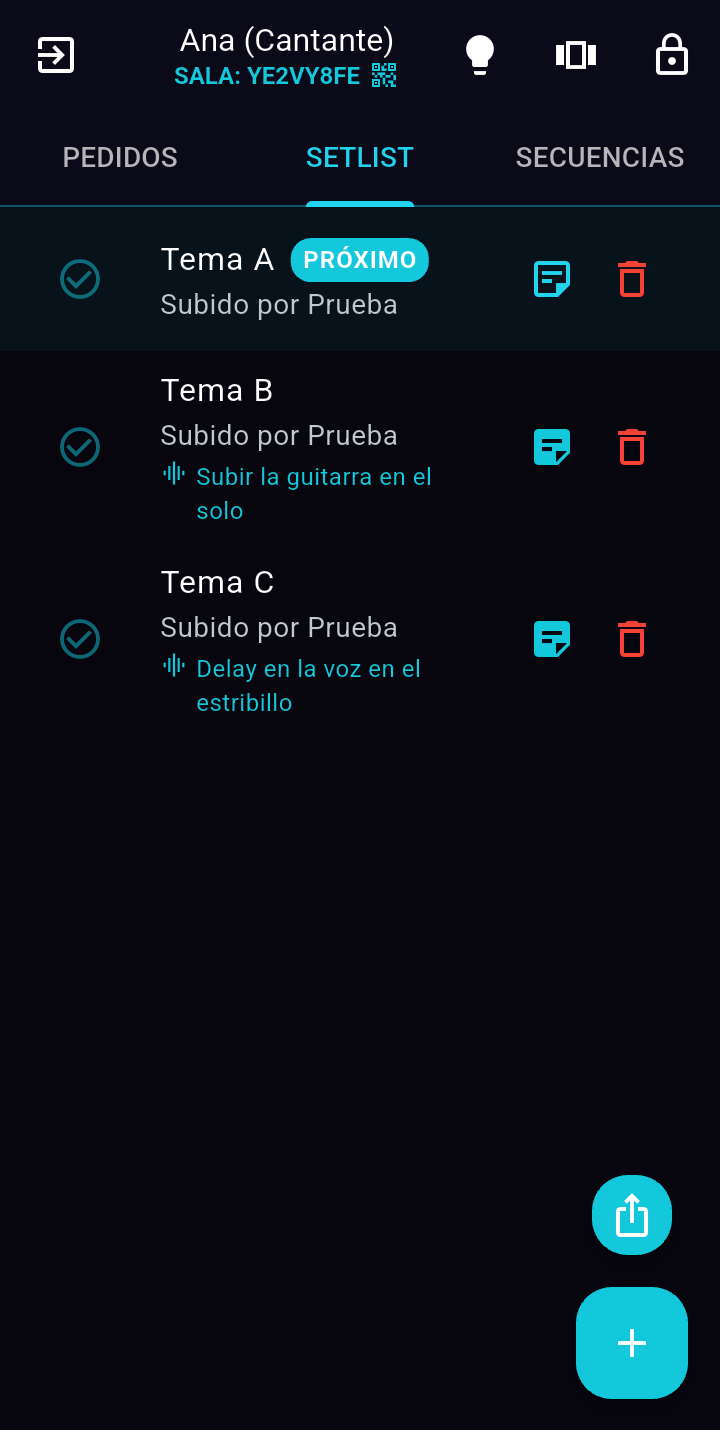 Ana (Cantante)
SALA: YE2VY8FE
PEDIDOS
SETLIST
SECUENCIAS
Tema A PRÓXIMO
Subido por Prueba
Tema B
Subido por Prueba
Subir la guitarra en el
solo
Tema C
Subido por Prueba
Delay en la voz en el
estribillo